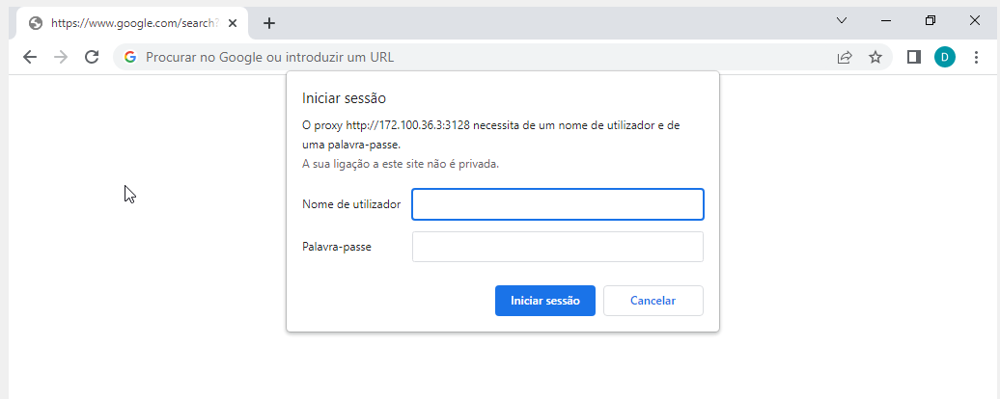 https://www.google.com/search?
Procurar no Google ou introduzir um URL
D
Iniciar sessão
O proxy http://172.100.36.3:3128 necessita de um nome de utilizador e de
uma palavra-passe.
A sua ligação a este site não é privada.
Nome de utilizador
Palavra-passe
Iniciar sessão
Cancelar